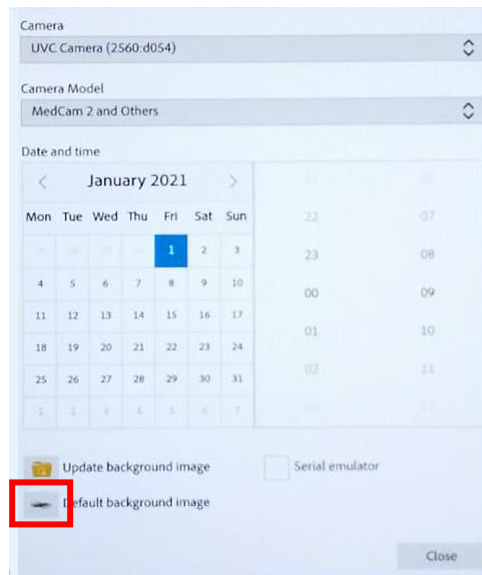 Camera
UVC Camera (2560:d054)
Camera Model
MedCam 2 and Others
Date and time
January 2021
Mon Tue Wed Thu Fri Sat Sun
1 2 3
4 5 6 7 8 9 10
11 12 13 14 15 16 17
18 19 20 21 22 23 24
25 26 27 28 29 30 31
22 07
23 08
00 09
01 10
02 11
Update background image
Serial emulator
Default background image
Close